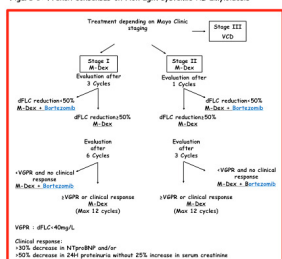 Treatment depending on Mayo Clinic
staging
Stage III
VCD
Stage I
M-Dex
Stage II
M-Dex
Evaluation after
3 Cycles
Evaluation after
1 Cycles
dFLC reduction<50%
M-Dex + Bortezomib
dFLC reduction≥50%
M-Dex
dFLC reduction<50%
M-Dex + Bortezomib
dFLC reduction≥50%
M-Dex
Evaluation
after
6 Cycles
Evaluation
after
3 Cycles
<VGPR and no clinical
response
M-Dex + Bortezomib
≥VGPR or clinical response
M-Dex
(Max 12 cycles)
<VGPR and no clinical
response
M-Dex + Bortezomib
≥VGPR or clinical response
M-Dex
(Max 12 cycles)
VGPR : dFLC<40mg/L
Clinical response:
>30% decrease in NTproBNP and/or
>50% decrease in 24H proteinuria without 25% increase in serum creatinine